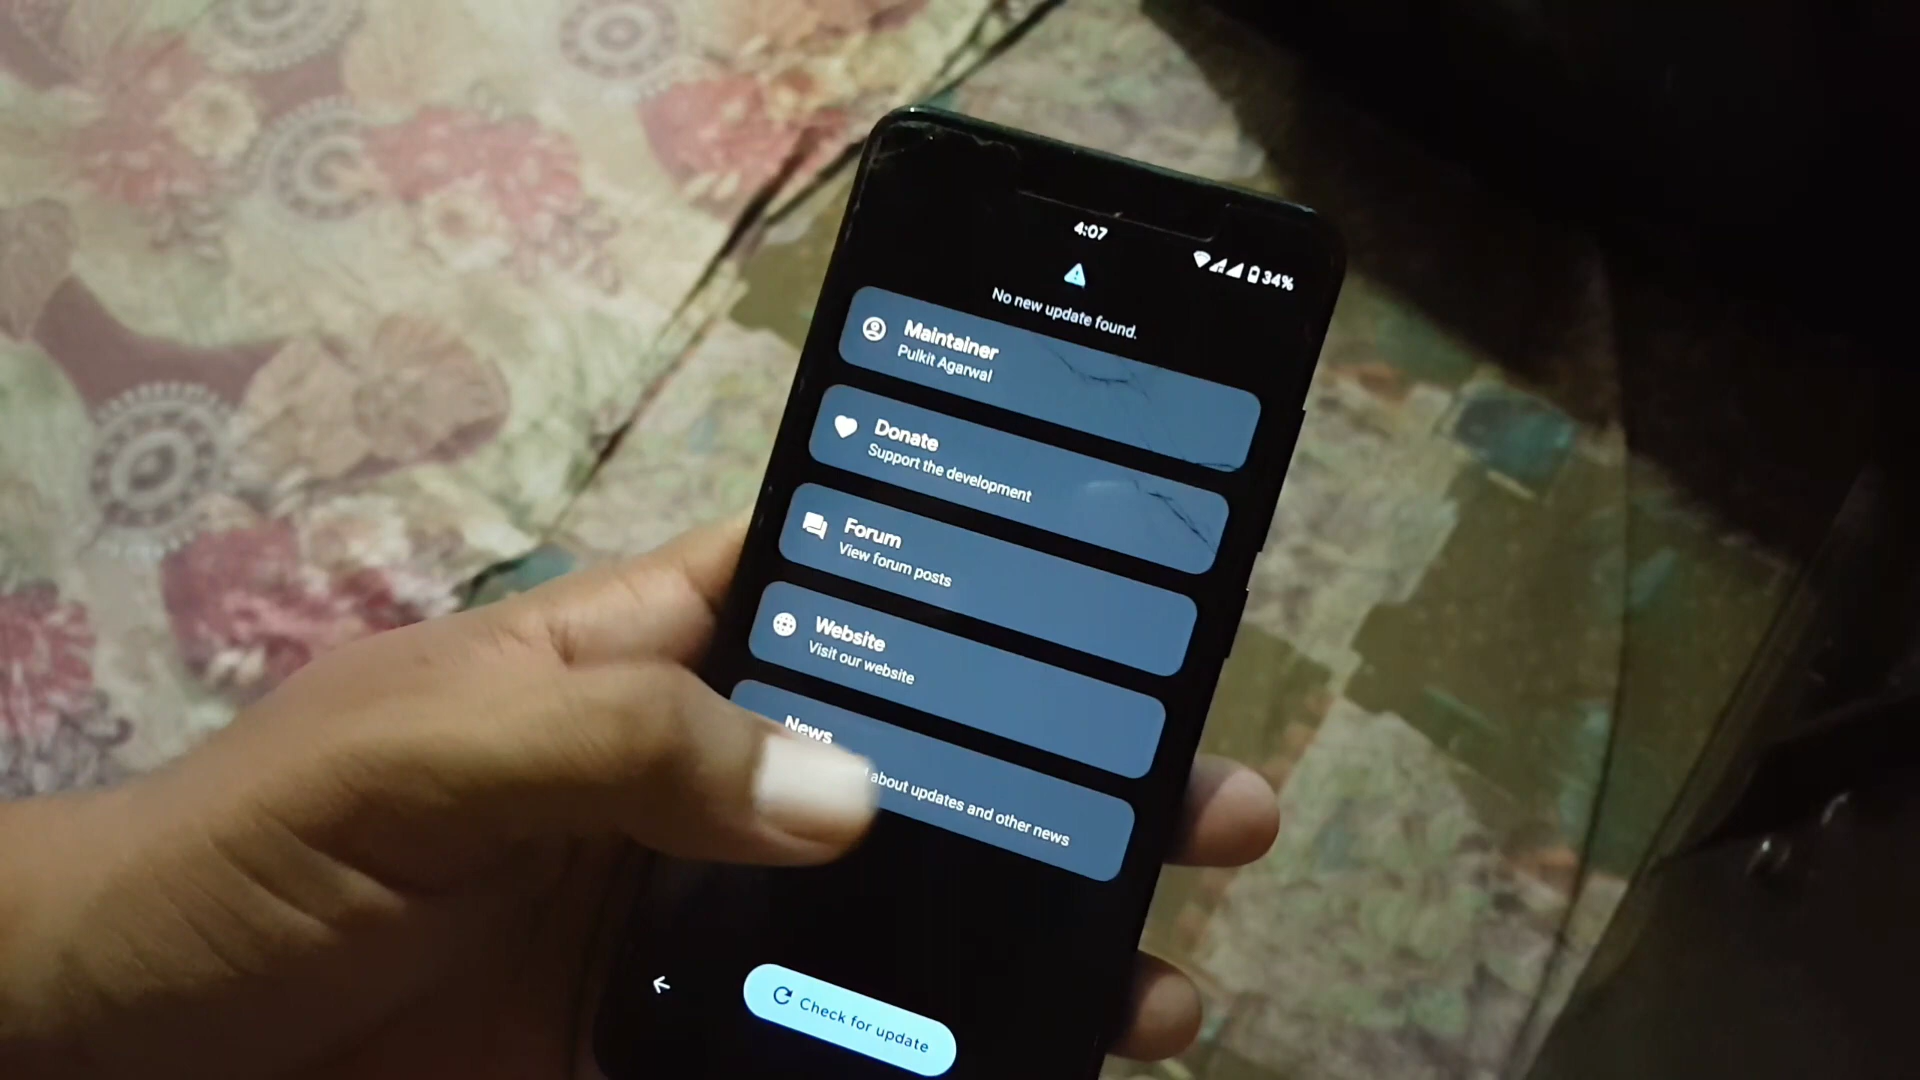 4:07
34%
No new update found.
Maintainer
Pulkit Agarwal
Donate
Support the development
Forum
View forum posts
Website
Visit our website
News
about updates and other news
Check for update